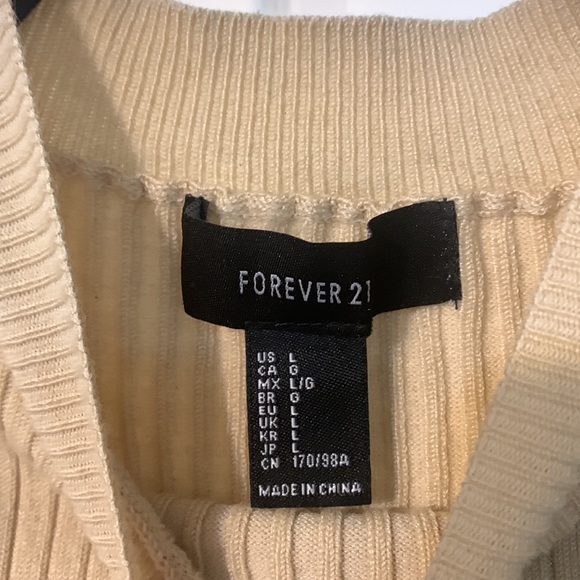 FOREVER 21
US L
CA G
MX L/G
BR G
EU L
UK L
KR L
JP L
CN 170/98A
MADE IN CHINA